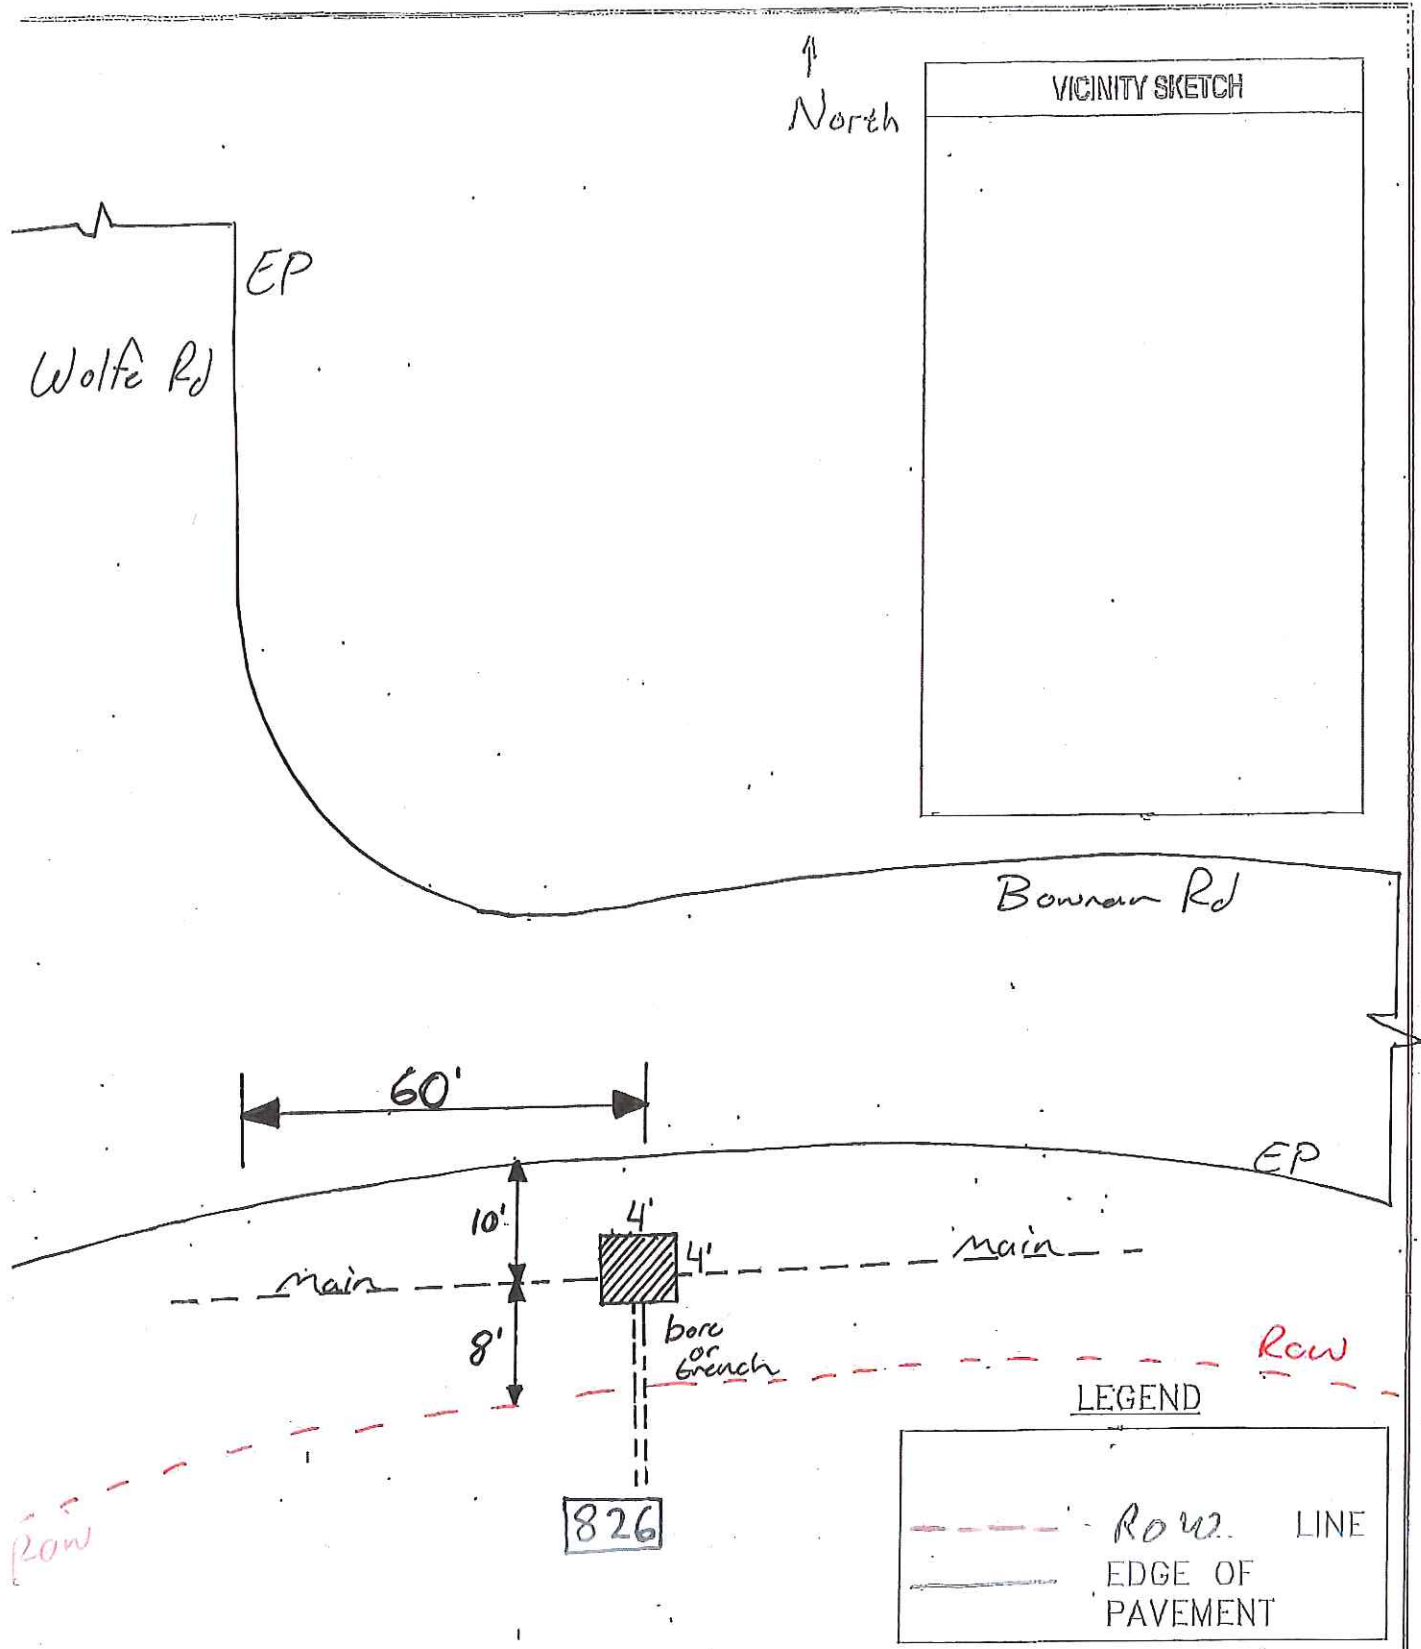 North
VICINITY SKETCH
EP
Wolfe Rd
Bowman Rd
60'
EP
10'
4'
4'
Main
Main
8'
bore
or
trench
Row
LEGEND
826
Row
ROW. LINE
EDGE OF
PAVEMENT